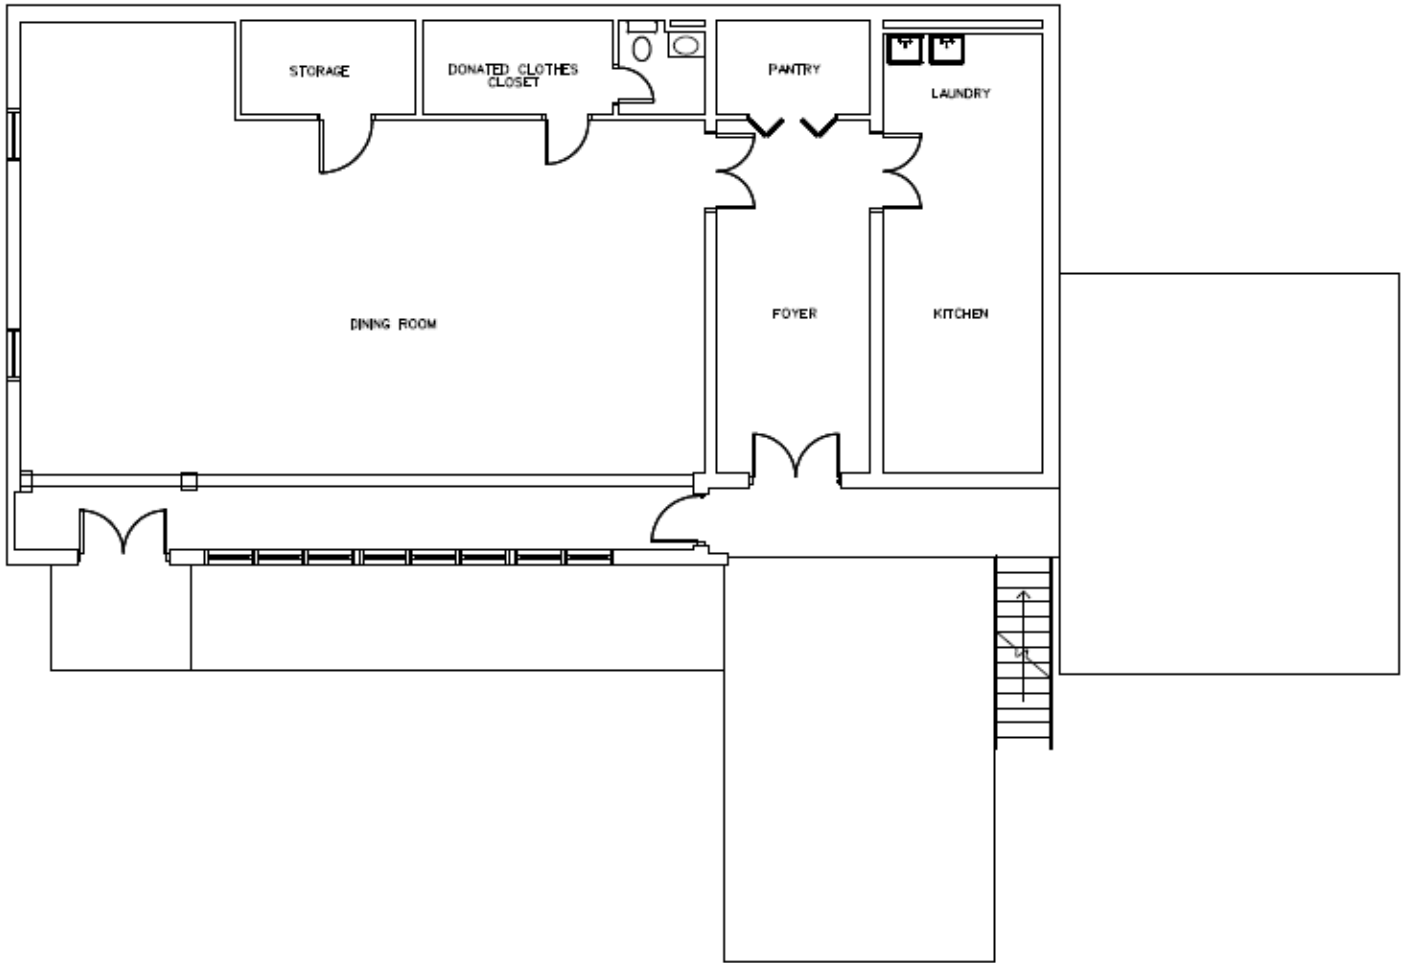 STORAGE
DONATED CLOTHES
CLOSET
PANTRY
LAUNDRY
DINING ROOM
FOYER
KITCHEN